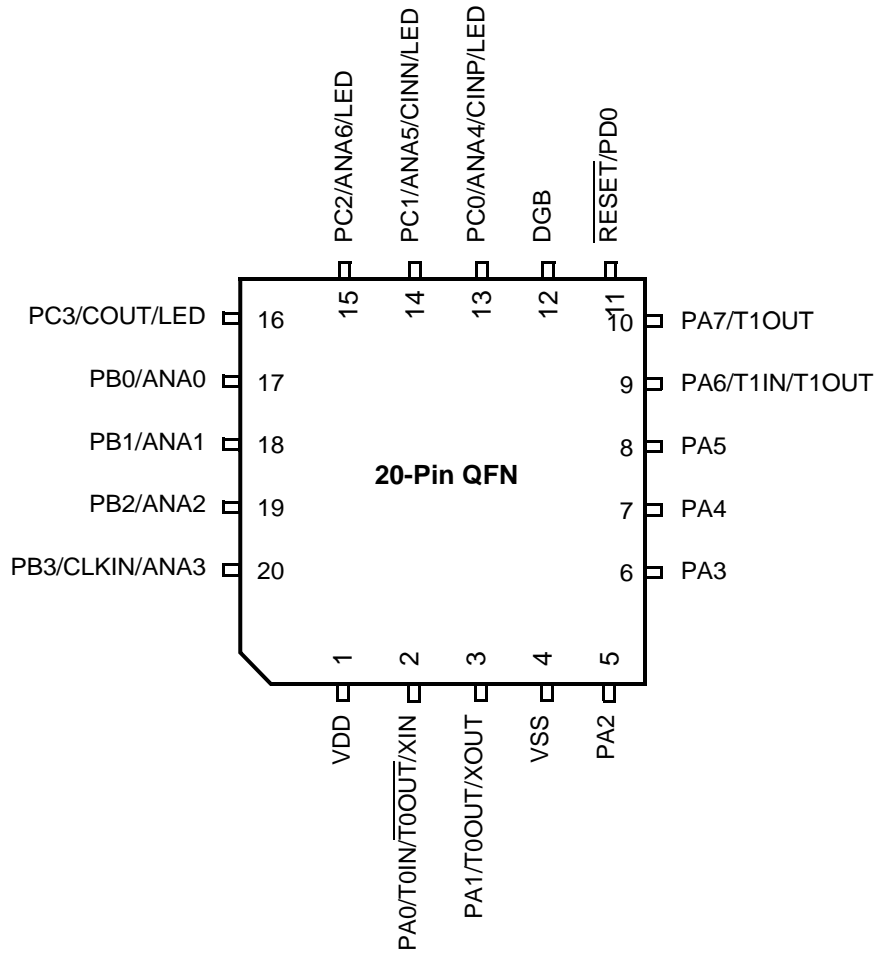 PC2/ANA6/LED
PC1/ANA5/CINN/LED
PC0/ANA4/CINP/LED
DGB
RESET/PD0
15
14
13
12
11
PC3/COUT/LED
16
10
PA7/T1OUT
PB0/ANA0
17
9
PA6/T1IN/T1OUT
PB1/ANA1
18
8
PA5
20-Pin QFN
PB2/ANA2
19
7
PA4
PB3/CLKIN/ANA3
20
6
PA3
1
2
3
4
5
VDD
PA0/T0IN/T0OUT/XIN
PA1/T0OUT/XOUT
VSS
PA2